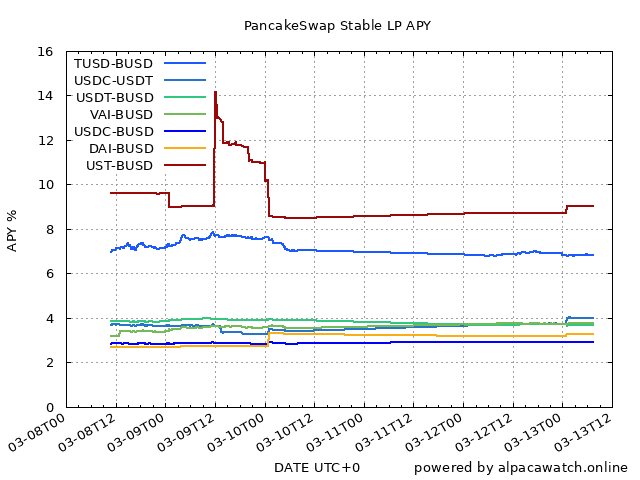 PancakeSwap Stable LP APY
16
14
12
10
8
6
4
2
0
APY %
TUSD-BUSD
USDC-USDT
USDT-BUSD
VAI-BUSD
USDC-BUSD
DAI-BUSD
UST-BUSD
03-08T00
03-08T12
03-09T00
03-09T12
03-10T00
03-10T12
03-11T00
03-11T12
03-12T00
03-12T12
03-13T00
03-13T12
DATE UTC+0
powered by alpacawatch.online